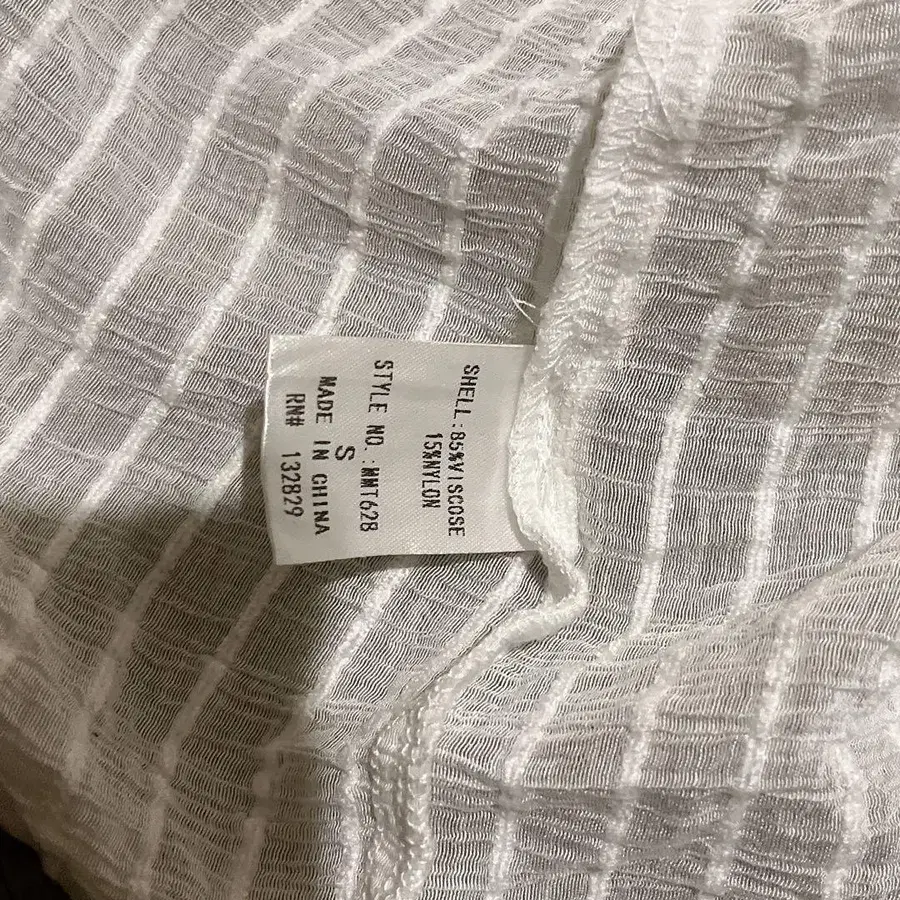 SHELL:85%VISCOSE
15%NYLON
STYLE NO.:MMT628
S
MADE IN CHINA
RN# 132829